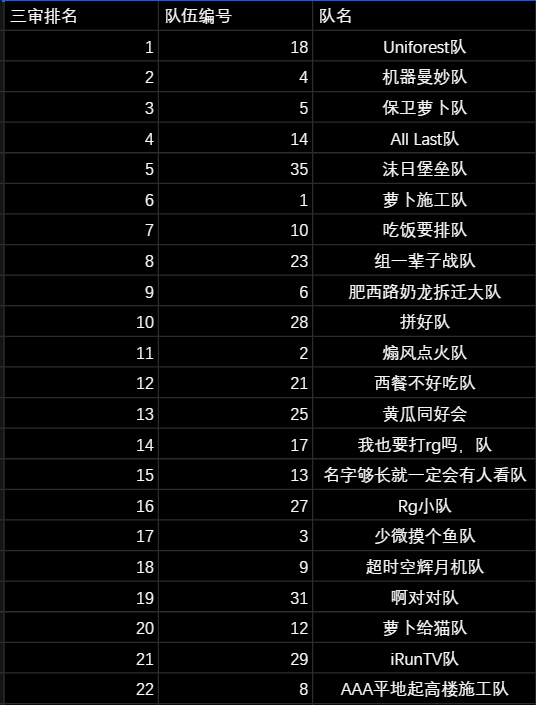 三审排名 队伍编号 队名
1 18 Uniforest队
2 4 机器曼妙队
3 5 保卫萝卜队
4 14 All Last队
5 35 沫日堡垒队
6 1 萝卜施工队
7 10 吃饭要排队
8 23 组一辈子战队
9 6 肥西路奶龙拆迁大队
10 28 拼好队
11 2 煽风点火队
12 21 西餐不好吃队
13 25 黄瓜同好会
14 17 我也要打rg吗，队
15 13 名字够长就一定会有人看队
16 27 Rg小队
17 3 少微摸个鱼队
18 9 超时空辉月机队
19 31 啊对对队
20 12 萝卜给猫队
21 29 iRunTV队
22 8 AAA平地起高楼施工队